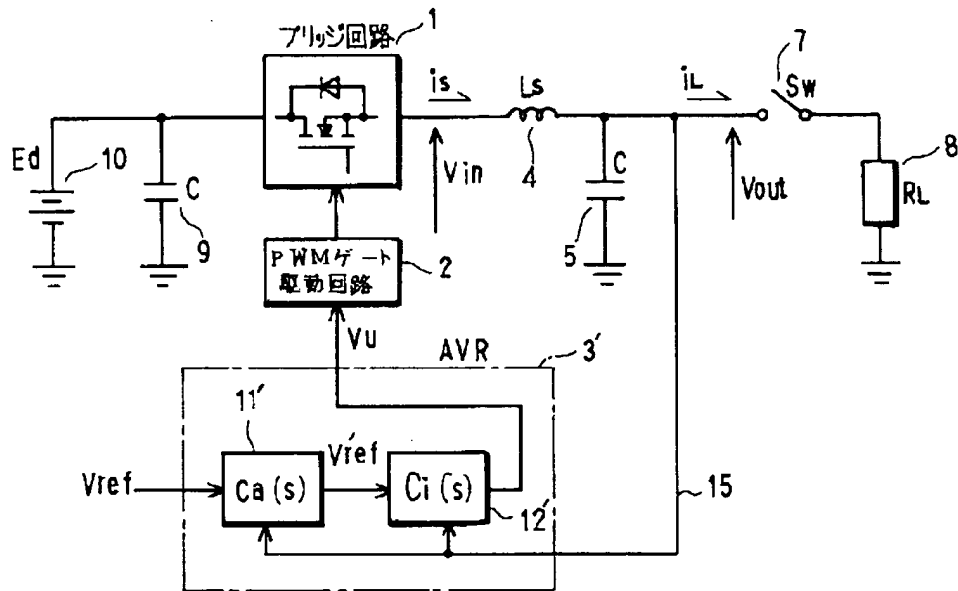 1
ブリッジ回路
is
Ls
iL
7
Sw
Ed
10
C
9
Vin
4
C
5
Vout
8
RL
PWMゲート
駆動回路
2
Vu
AVR
3′
11′
Vref
Ca(s)
V′ref
Ci(s)
12′
15